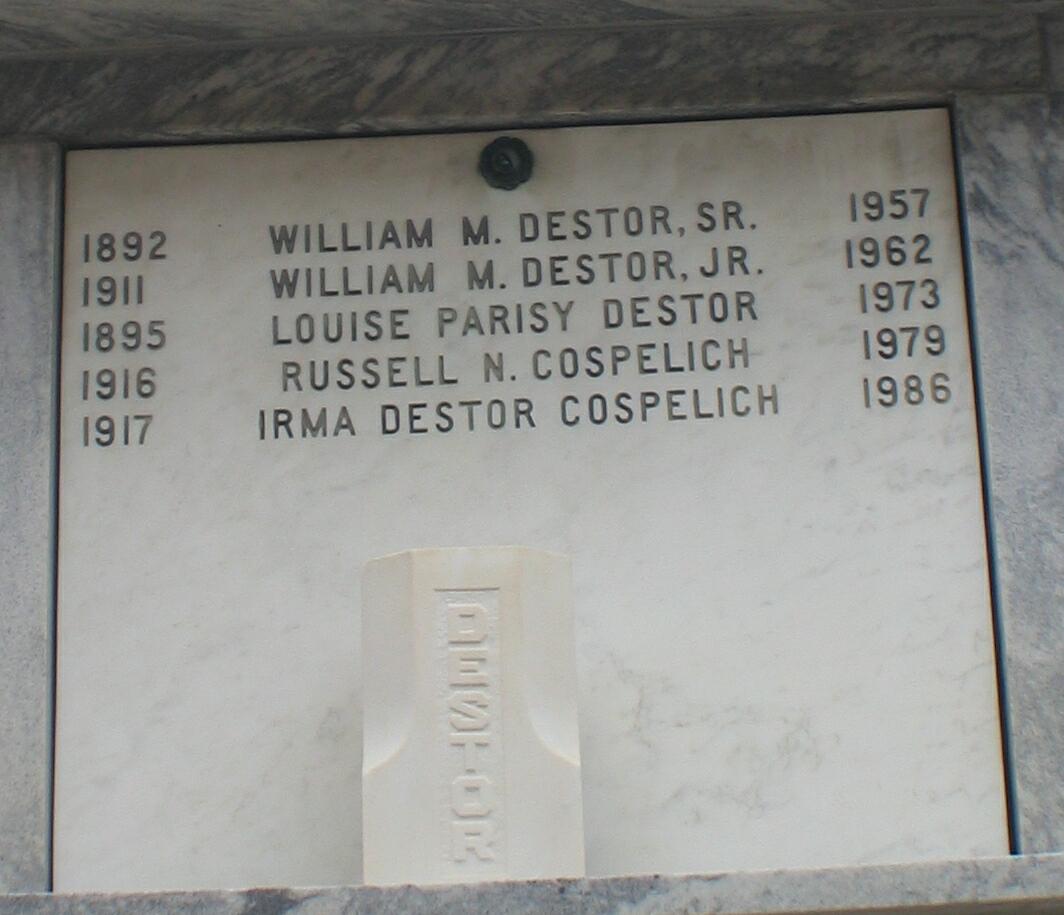 1892 WILLIAM M. DESTOR, SR. 1957
1911 WILLIAM M. DESTOR, JR. 1962
1895 LOUISE PARISY DESTOR 1973
1916 RUSSELL N. COSPELICH 1979
1917 IRMA DESTOR COSPELICH 1986
DESTOR